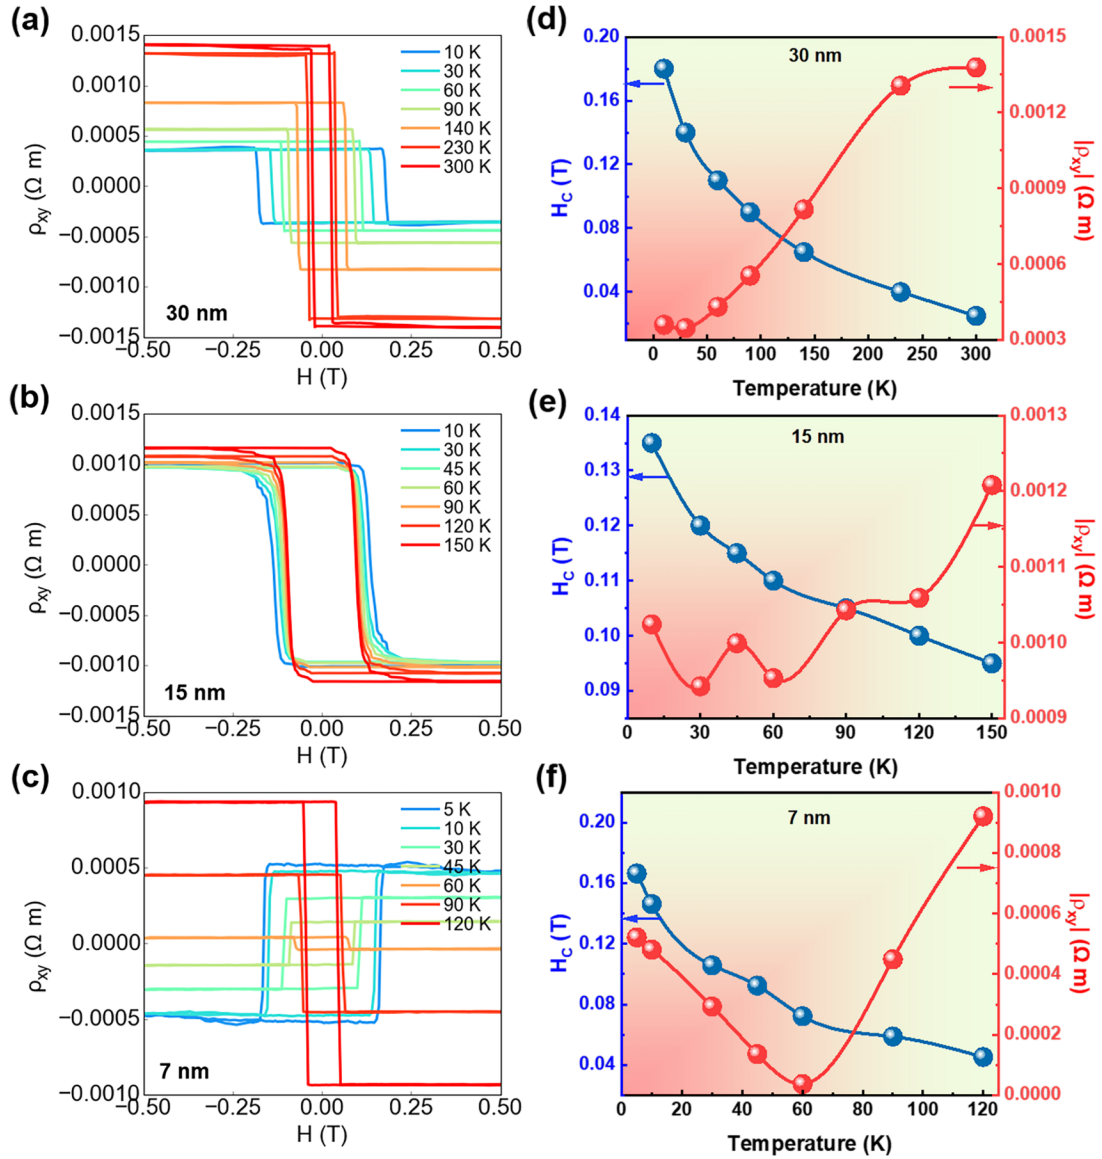 (a)
0.0015
0.0010
0.0005
0.0000
−0.0005
−0.0010
−0.0015
ρxy (Ω m)
10 K
30 K
60 K
90 K
140 K
230 K
300 K
30 nm
−0.50
−0.25
0.00
0.25
0.50
H (T)
(d)
0.20
0.16
0.12
0.08
0.04
HC (T)
30 nm
0.0015
0.0012
0.0009
0.0006
0.0003
|ρxy| (Ω m)
0
50
100
150
200
250
300
Temperature (K)
(b)
0.0015
0.0010
0.0005
0.0000
−0.0005
−0.0010
−0.0015
ρxy (Ω m)
10 K
30 K
45 K
60 K
90 K
120 K
150 K
15 nm
−0.50
−0.25
0.00
0.25
0.50
H (T)
(e)
0.14
0.13
0.12
0.11
0.10
0.09
HC (T)
15 nm
0.0013
0.0012
0.0011
0.0010
0.0009
|ρxy| (Ω m)
0
30
60
90
120
150
Temperature (K)
(c)
0.0010
0.0005
0.0000
−0.0005
−0.0010
ρxy (Ω m)
5 K
10 K
30 K
45 K
60 K
90 K
120 K
7 nm
−0.50
−0.25
0.00
0.25
0.50
H (T)
(f)
0.20
0.16
0.12
0.08
0.04
HC (T)
7 nm
0.0010
0.0008
0.0006
0.0004
0.0002
0.0000
|ρxy| (Ω m)
0
20
40
60
80
100
120
Temperature (K)